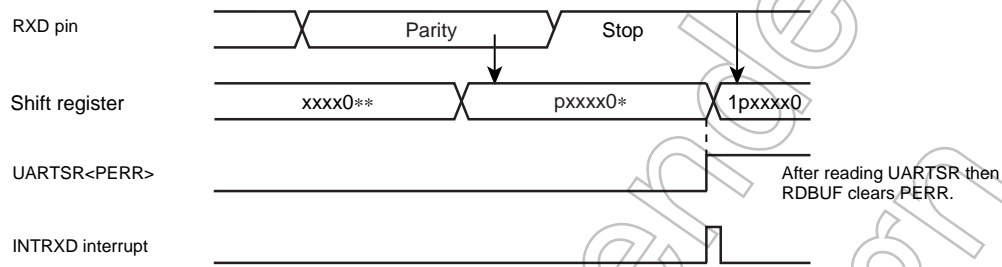 RXD pin
Parity
Stop
Shift register
xxxx0**
pxxxx0*
1pxxxx0
UARTSR<PERR>
After reading UARTSR then
RDBUF clears PERR.
INTRXD interrupt